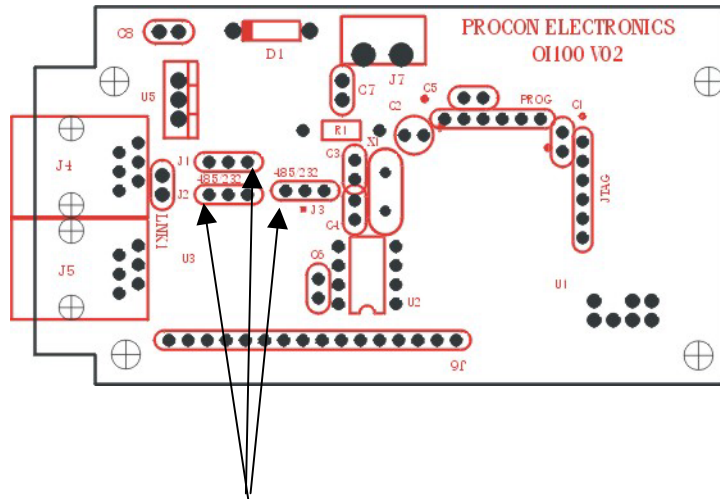 PROCON ELECTRONICS
OI100 V02
C8
D1
J7
U5
C7
C5
PROG
C2
C1
R1
X1
J4
J1
C3
485/232
485/232
J2
J3
JTAG
LINK1
C4
J5
U3
C6
U2
U1
J6